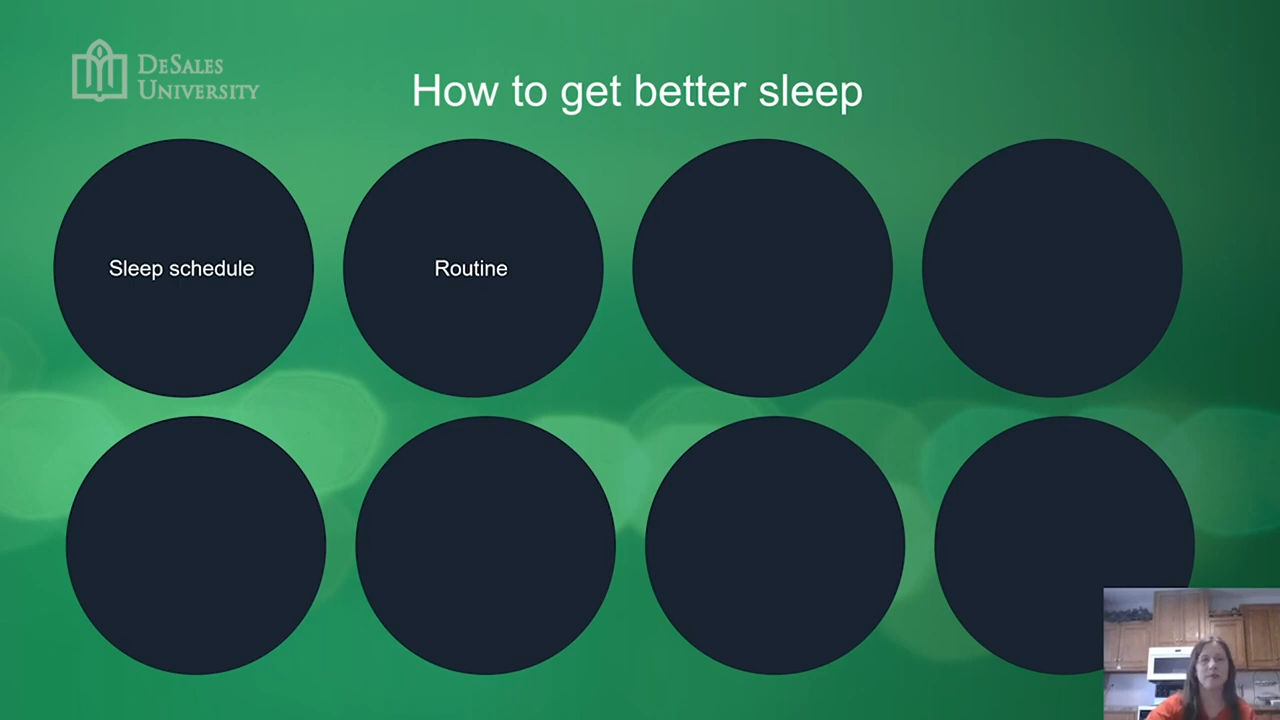 DeSales
University
How to get better sleep
Sleep schedule
Routine